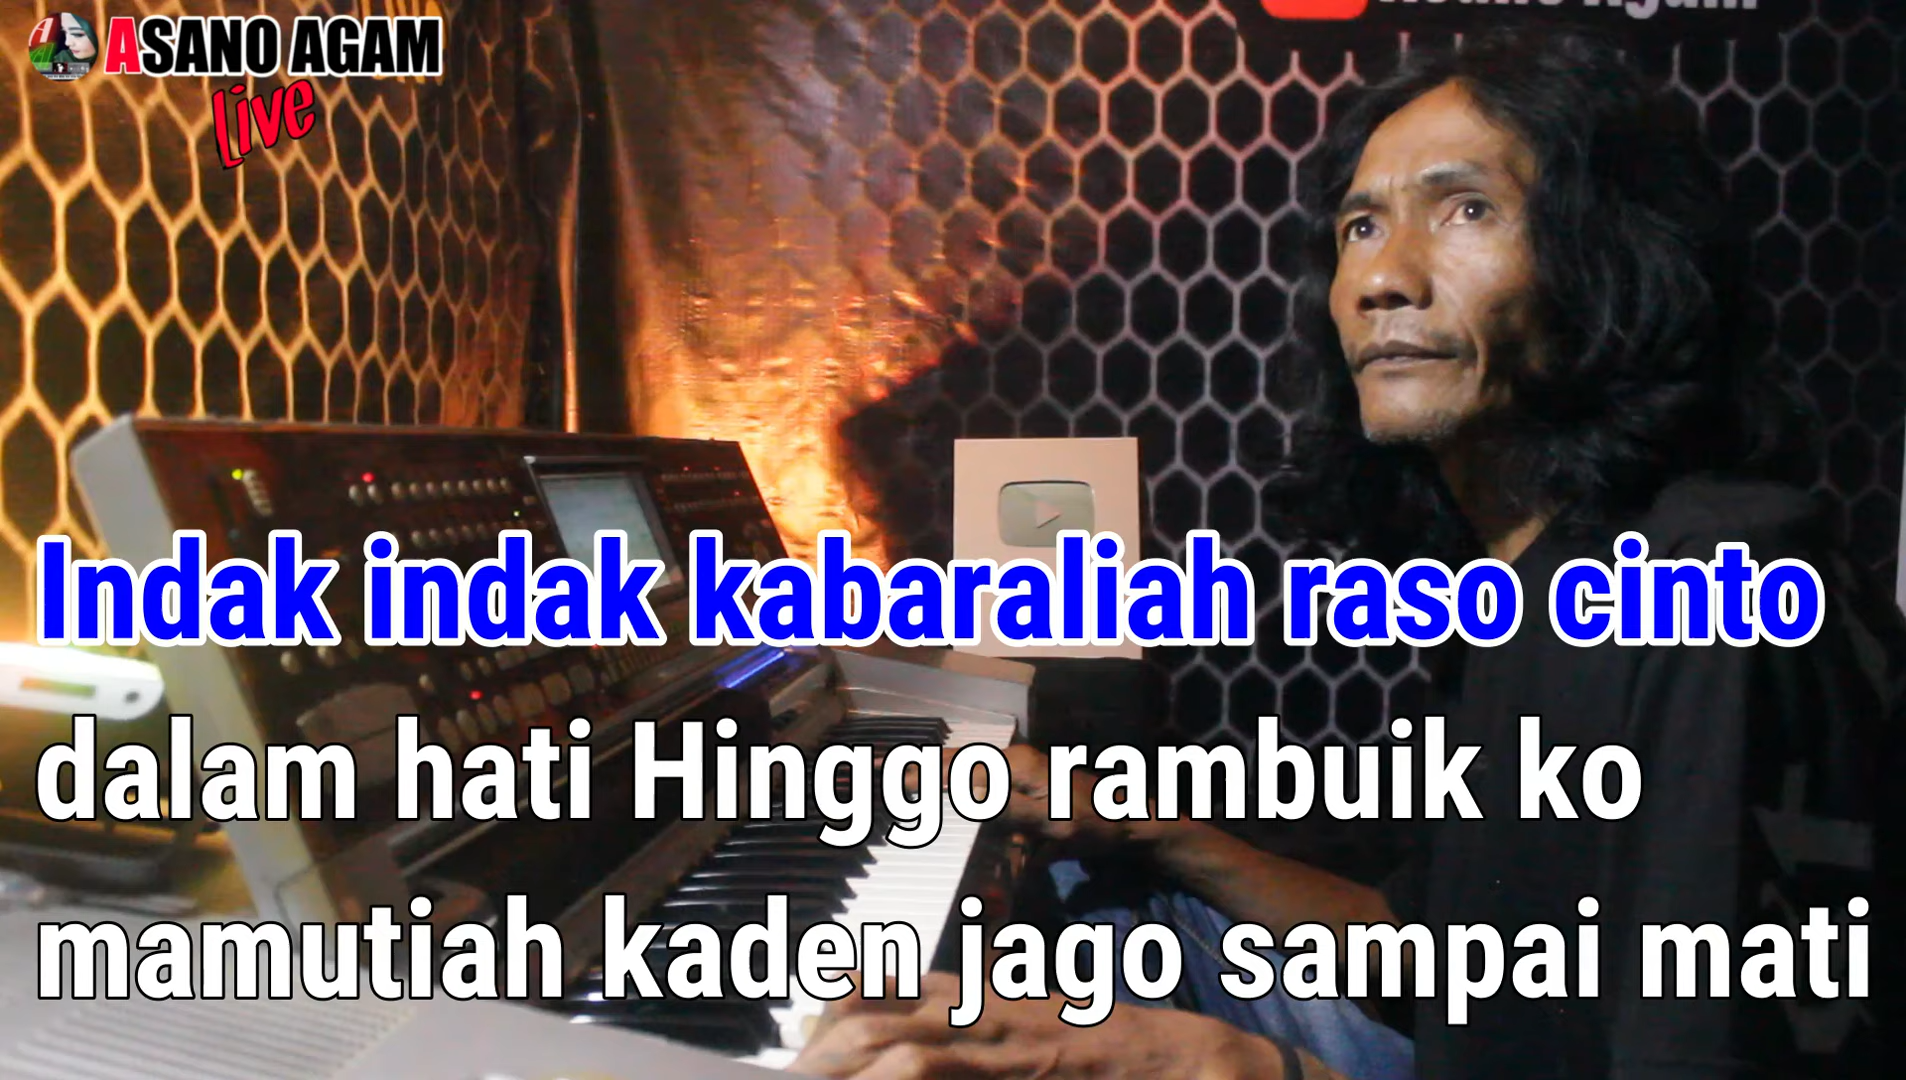 ASANO AGAM
Live
Indak indak kabaraliah raso cinto
dalam hati Hinggo rambuik ko
mamutiah kaden jago sampai mati